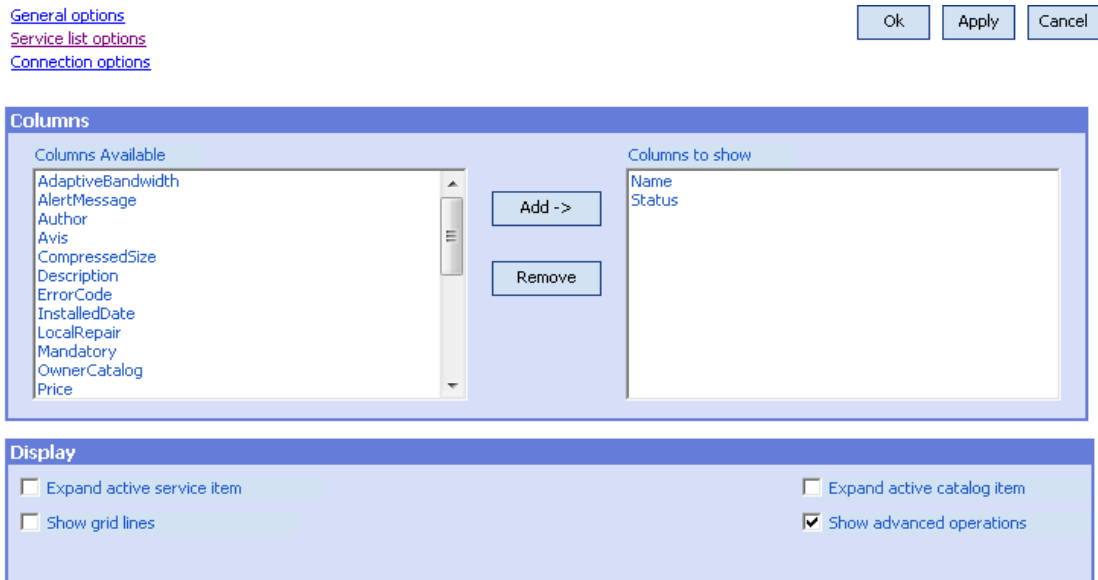 General options
Service list options
Connection options
Ok
Apply
Cancel
Columns
Columns Available
AdaptiveBandwidth
AlertMessage
Author
Avis
CompressedSize
Description
ErrorCode
InstalledDate
LocalRepair
Mandatory
OwnerCatalog
Price
Add ->
Remove
Columns to show
Name
Status
Display
Expand active service item
Expand active catalog item
Show grid lines
Show advanced operations